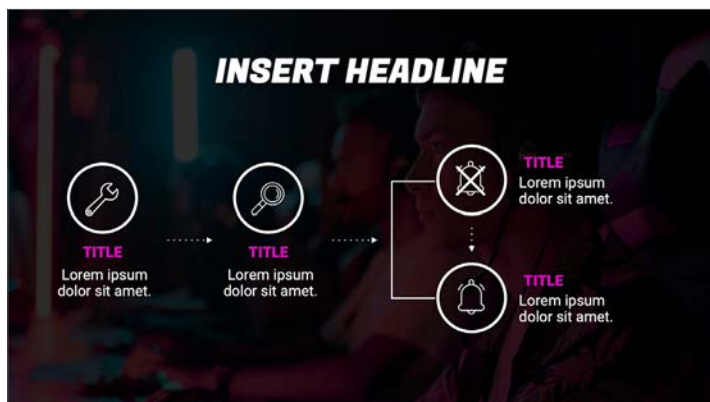 INSERT HEADLINE
TITLE
Lorem ipsum
dolor sit amet.
TITLE
Lorem ipsum
dolor sit amet.
TITLE
Lorem ipsum
dolor sit amet.
TITLE
Lorem ipsum
dolor sit amet.